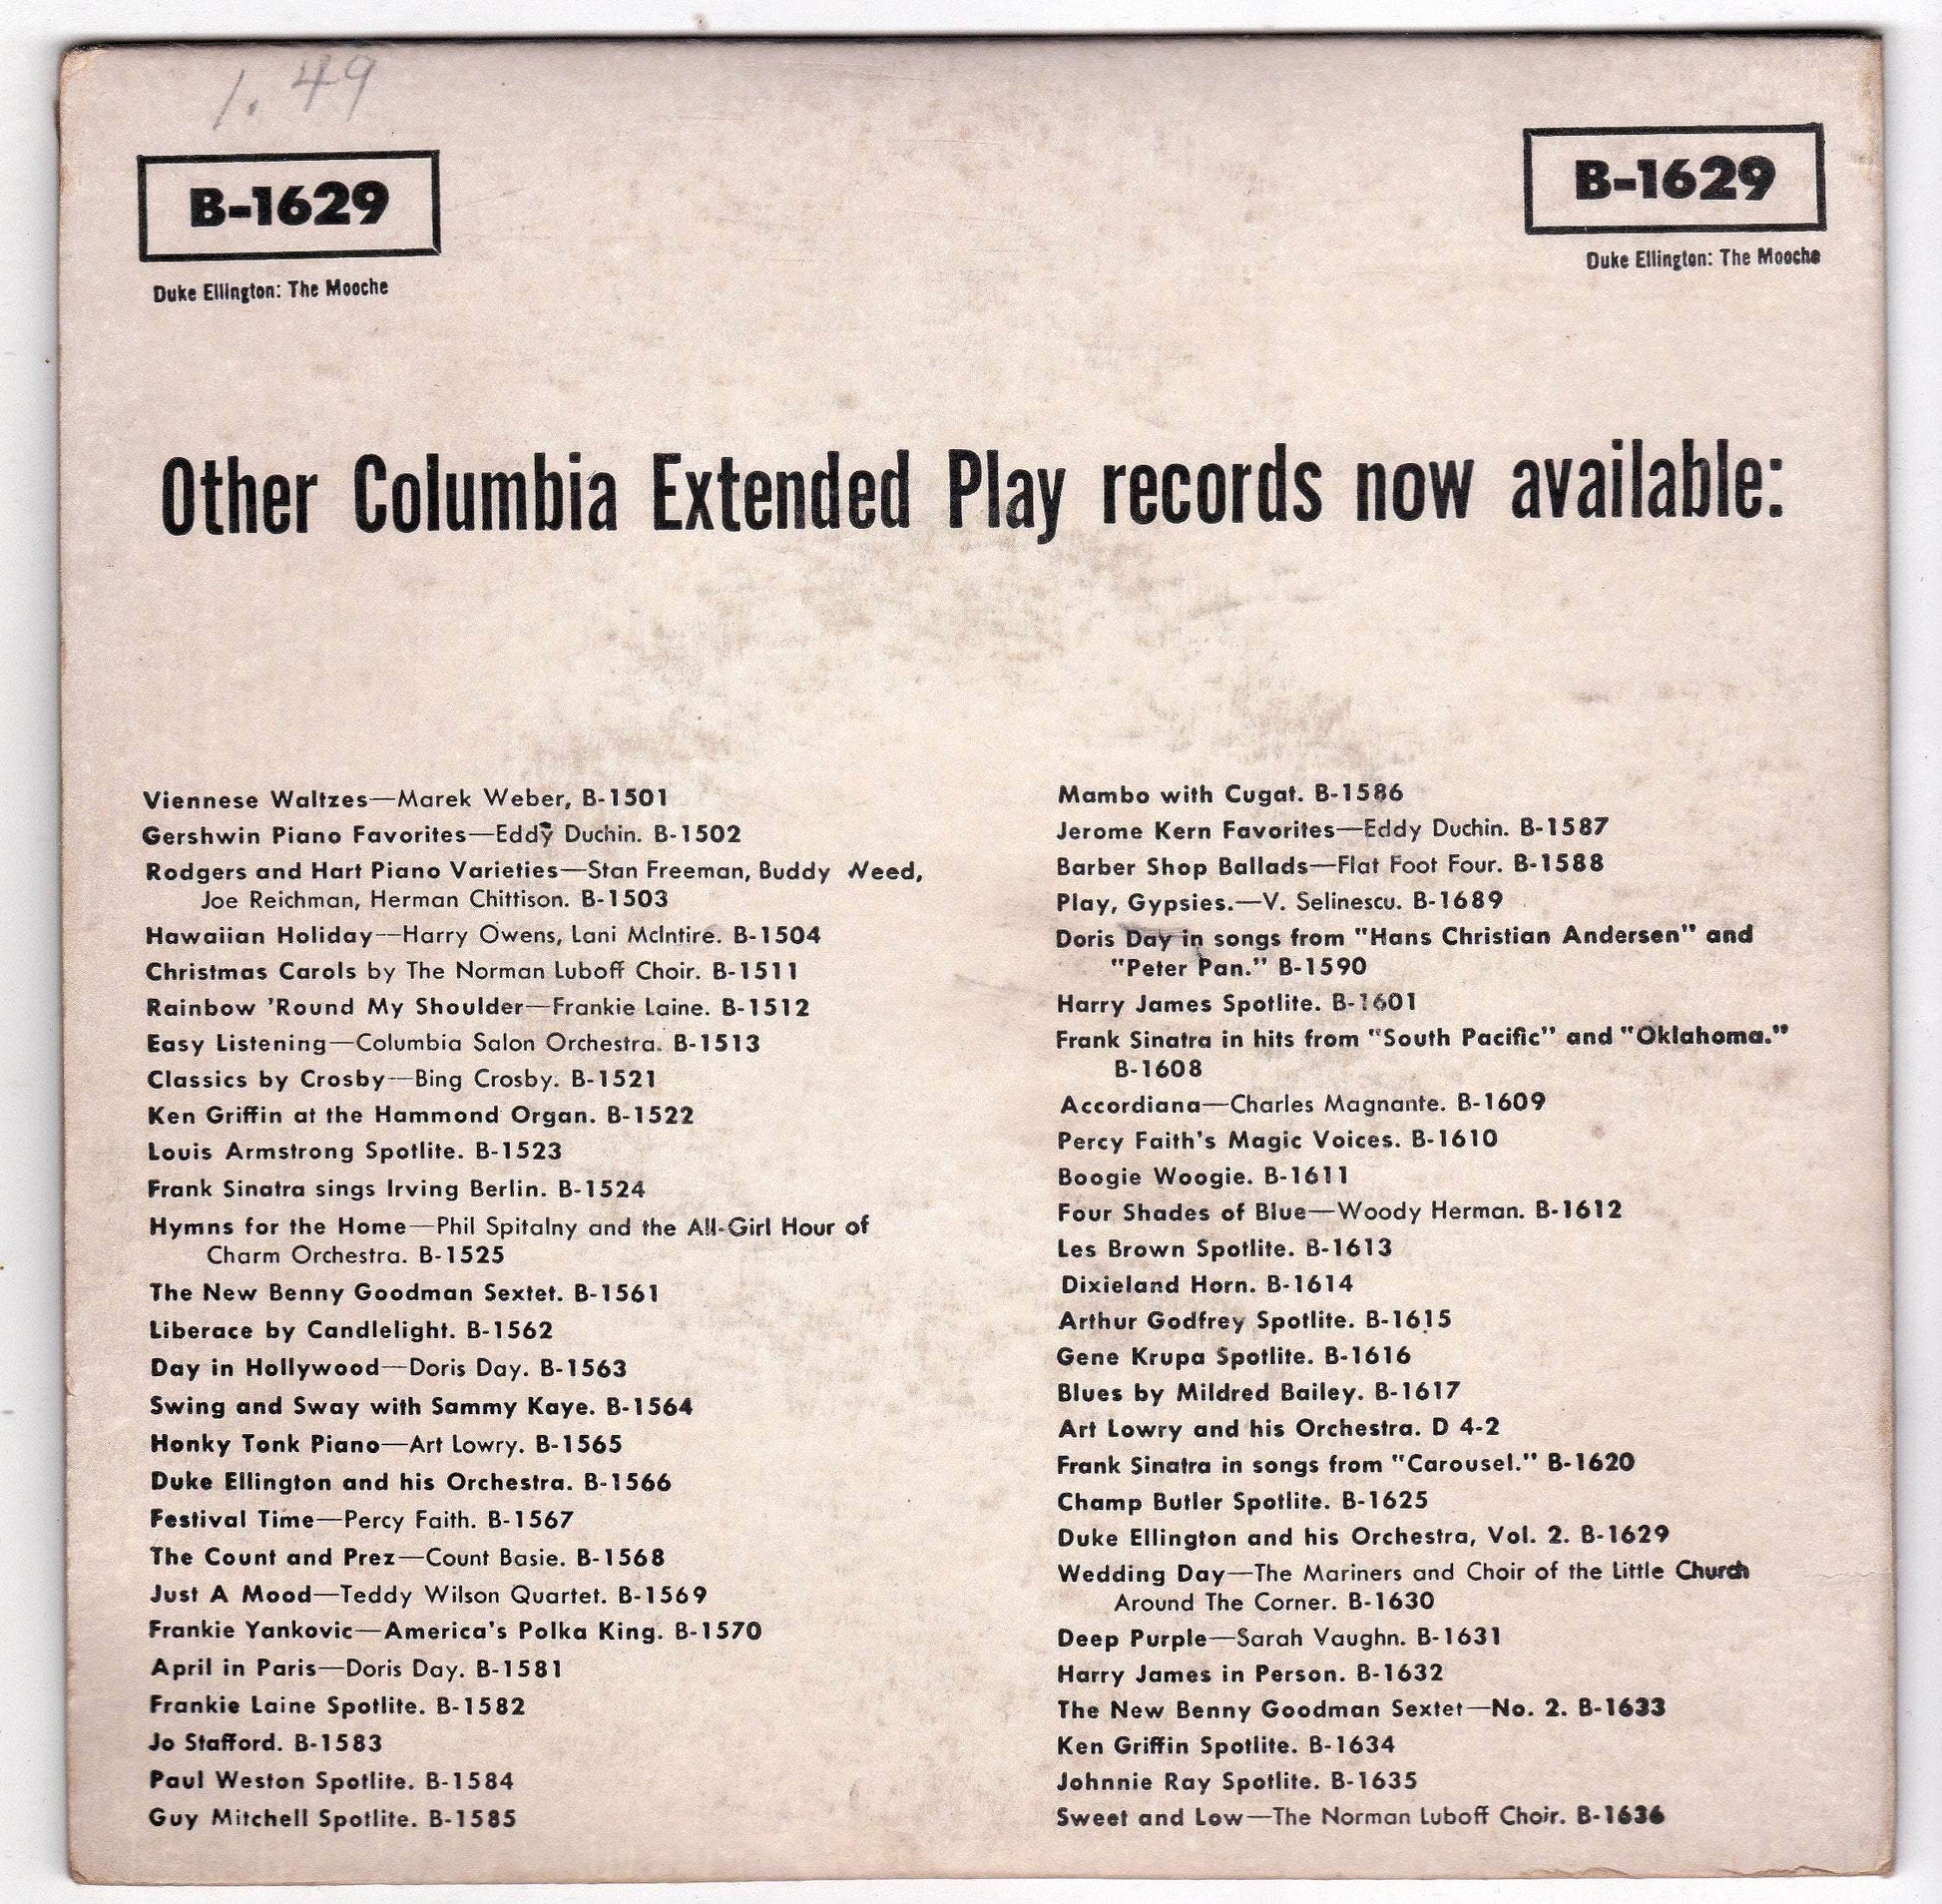 1.49
B-1629
Duke Ellington: The Mooche
B-1629
Duke Ellington: The Mooche
Other Columbia Extended Play records now available:
Viennese Waltzes—Marek Weber, B-1501
Gershwin Piano Favorites—Eddy Duchin. B-1502
Rodgers and Hart Piano Varieties—Stan Freeman, Buddy Weed,
Joe Reichman, Herman Chittison. B-1503
Hawaiian Holiday—Harry Owens, Lani McIntire. B-1504
Christmas Carols by The Norman Luboff Choir. B-1511
Rainbow 'Round My Shoulder—Frankie Laine. B-1512
Easy Listening—Columbia Salon Orchestra. B-1513
Classics by Crosby—Bing Crosby. B-1521
Ken Griffin at the Hammond Organ. B-1522
Louis Armstrong Spotlite. B-1523
Frank Sinatra sings Irving Berlin. B-1524
Hymns for the Home—Phil Spitalny and the All-Girl Hour of
Charm Orchestra. B-1525
The New Benny Goodman Sextet. B-1561
Liberace by Candlelight. B-1562
Day in Hollywood—Doris Day. B-1563
Swing and Sway with Sammy Kaye. B-1564
Honky Tonk Piano—Art Lowry. B-1565
Duke Ellington and his Orchestra. B-1566
Festival Time—Percy Faith. B-1567
The Count and Prez—Count Basie. B-1568
Just A Mood—Teddy Wilson Quartet. B-1569
Frankie Yankovic—America's Polka King. B-1570
April in Paris—Doris Day. B-1581
Frankie Laine Spotlite. B-1582
Jo Stafford. B-1583
Paul Weston Spotlite. B-1584
Guy Mitchell Spotlite. B-1585
Mambo with Cugat. B-1586
Jerome Kern Favorites—Eddy Duchin. B-1587
Barber Shop Ballads—Flat Foot Four. B-1588
Play, Gypsies.—V. Selinescu. B-1689
Doris Day in songs from "Hans Christian Andersen" and
"Peter Pan." B-1590
Harry James Spotlite. B-1601
Frank Sinatra in hits from "South Pacific" and "Oklahoma."
B-1608
Accordiana—Charles Magnante. B-1609
Percy Faith's Magic Voices. B-1610
Boogie Woogie. B-1611
Four Shades of Blue—Woody Herman. B-1612
Les Brown Spotlite. B-1613
Dixieland Horn. B-1614
Arthur Godfrey Spotlite. B-1615
Gene Krupa Spotlite. B-1616
Blues by Mildred Bailey. B-1617
Art Lowry and his Orchestra. D 4-2
Frank Sinatra in songs from "Carousel." B-1620
Champ Butler Spotlite. B-1625
Duke Ellington and his Orchestra, Vol. 2. B-1629
Wedding Day—The Mariners and Choir of the Little Church
Around The Corner. B-1630
Deep Purple—Sarah Vaughn. B-1631
Harry James in Person. B-1632
The New Benny Goodman Sextet—No. 2. B-1633
Ken Griffin Spotlite. B-1634
Johnnie Ray Spotlite. B-1635
Sweet and Low—The Norman Luboff Choir. B-1636